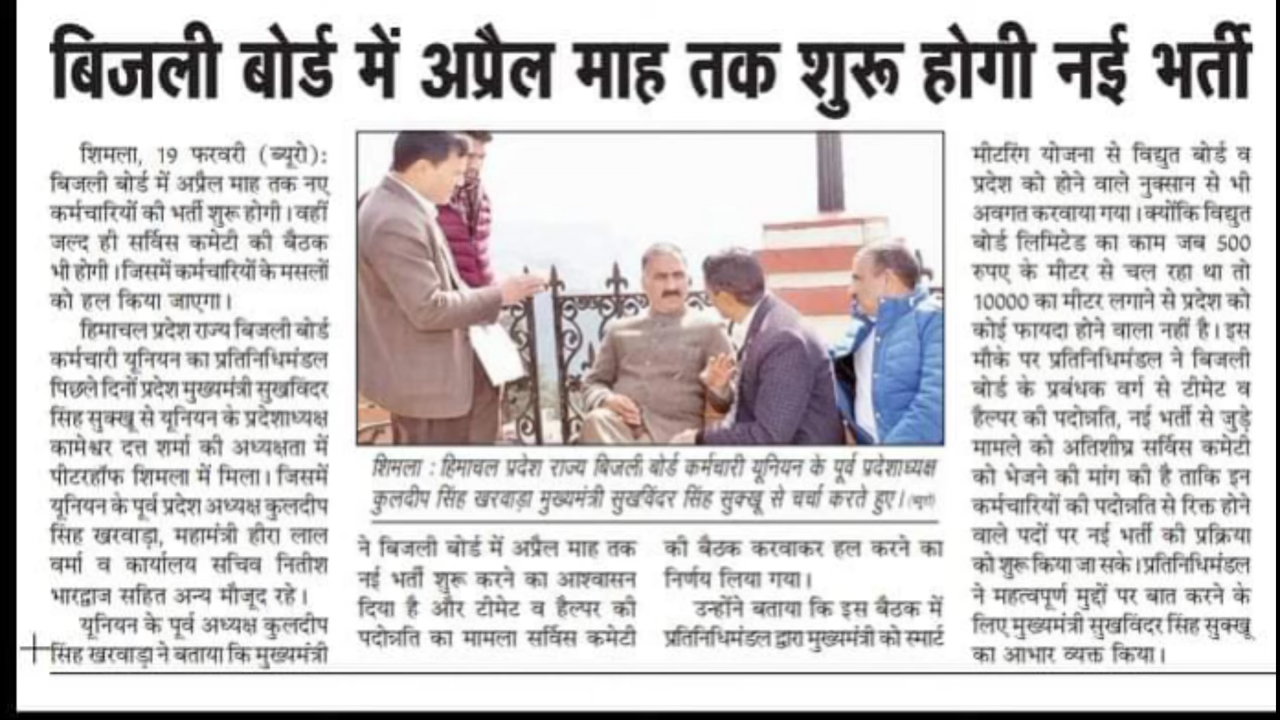 बिजली बोर्ड में अप्रैल माह तक शुरू होगी नई भर्ती
शिमला, 19 फरवरी (ब्यूरो):
बिजली बोर्ड में अप्रैल माह तक नए
कर्मचारियों की भर्ती शुरू होगी। वहीं
जल्द ही सर्विस कमेटी की बैठक
भी होगी। जिसमें कर्मचारियों के मसलों
को हल किया जाएगा।
हिमाचल प्रदेश राज्य बिजली बोर्ड
कर्मचारी यूनियन का प्रतिनिधिमंडल
पिछले दिनों प्रदेश मुख्यमंत्री सुखविंदर
सिंह सुक्खू से यूनियन के प्रदेशाध्यक्ष
कामेश्वर दत्त शर्मा की अध्यक्षता में
पीटरहॉफ शिमला में मिला। जिसमें
यूनियन के पूर्व प्रदेश अध्यक्ष कुलदीप
सिंह खरवाड़ा, महामंत्री हीरा लाल
वर्मा व कार्यालय सचिव नितीश
भारद्वाज सहित अन्य मौजूद रहे।
यूनियन के पूर्व अध्यक्ष कुलदीप
सिंह खरवाड़ा ने बताया कि मुख्यमंत्री
शिमला : हिमाचल प्रदेश राज्य बिजली बोर्ड कर्मचारी यूनियन के पूर्व प्रदेशाध्यक्ष
कुलदीप सिंह खरवाड़ा मुख्यमंत्री सुखविंदर सिंह सुक्खू से चर्चा करते हुए।
ने बिजली बोर्ड में अप्रैल माह तक
नई भर्ती शुरू करने का आश्वासन
दिया है और टीमेट व हैल्पर की
पदोन्नति का मामला सर्विस कमेटी
की बैठक करवाकर हल करने का
निर्णय लिया गया।
उन्होंने बताया कि इस बैठक में
प्रतिनिधिमंडल द्वारा मुख्यमंत्री को स्मार्ट
मीटरिंग योजना से विद्युत बोर्ड व
प्रदेश को होने वाले नुक्सान से भी
अवगत करवाया गया। क्योंकि विद्युत
बोर्ड लिमिटेड का काम जब 500
रुपए के मीटर से चल रहा था तो
10000 का मीटर लगाने से प्रदेश को
कोई फायदा होने वाला नहीं है। इस
मौके पर प्रतिनिधिमंडल ने बिजली
बोर्ड के प्रबंधक वर्ग से टीमेट व
हैल्पर की पदोन्नति, नई भर्ती से जुड़े
मामले को अतिशीघ्र सर्विस कमेटी
को भेजने की मांग की है ताकि इन
कर्मचारियों की पदोन्नति से रिक्त होने
वाले पदों पर नई भर्ती की प्रक्रिया
को शुरू किया जा सके। प्रतिनिधिमंडल
ने महत्वपूर्ण मुद्दों पर बात करने के
लिए मुख्यमंत्री सुखविंदर सिंह सुक्खू
का आभार व्यक्त किया।